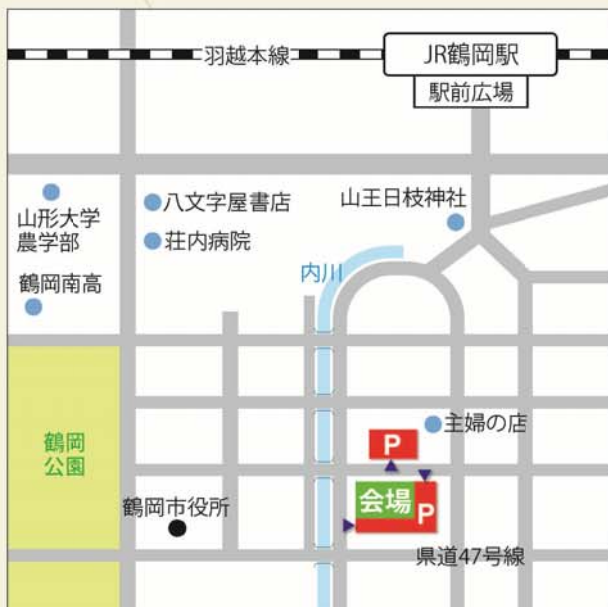 羽越本線
JR鶴岡駅
駅前広場
山形大学
農学部
八文字屋書店
山王日枝神社
荘内病院
鶴岡南高
内川
鶴岡
公園
主婦の店
P
会場
P
鶴岡市役所
県道47号線